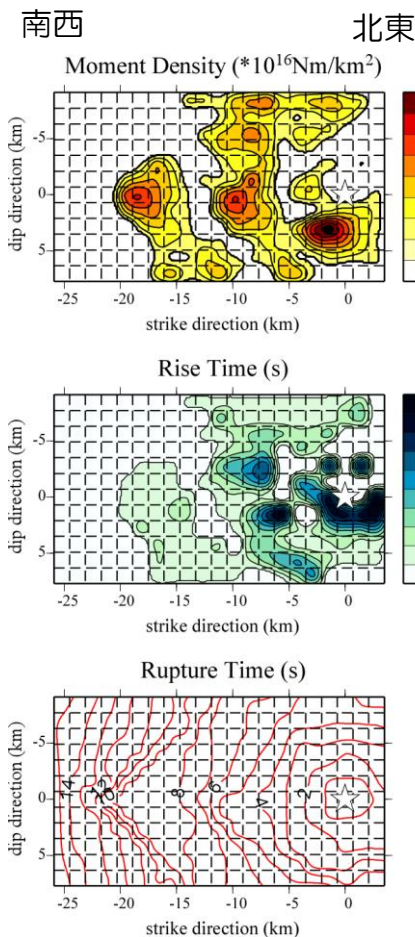 南西 北東
Moment Density (*10¹⁶Nm/km²)
dip direction (km)
-5
0
5
-25 -20 -15 -10 -5 0
strike direction (km)
Rise Time (s)
dip direction (km)
-5
0
5
-25 -20 -15 -10 -5 0
strike direction (km)
Rupture Time (s)
dip direction (km)
-5
0
5
14 12 10 8 6 4 2
-25 -20 -15 -10 -5 0
strike direction (km)